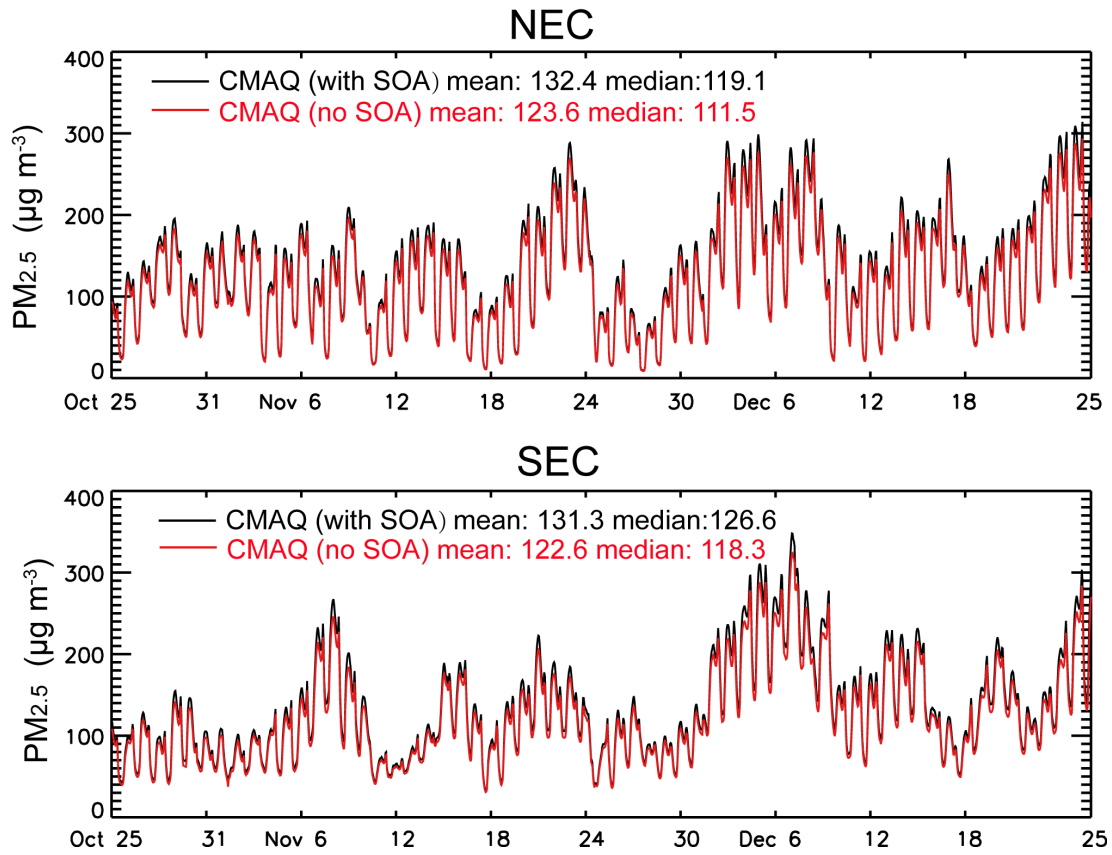 NEC
400
CMAQ (with SOA) mean: 132.4 median:119.1
CMAQ (no SOA) mean: 123.6 median: 111.5
300
200
100
0
PM2.5 (µg m-3)
Oct 25 31 Nov 6 12 18 24 30 Dec 6 12 18 25
SEC
400
CMAQ (with SOA) mean: 131.3 median:126.6
CMAQ (no SOA) mean: 122.6 median: 118.3
300
200
100
0
PM2.5 (µg m-3)
Oct 25 31 Nov 6 12 18 24 30 Dec 6 12 18 25